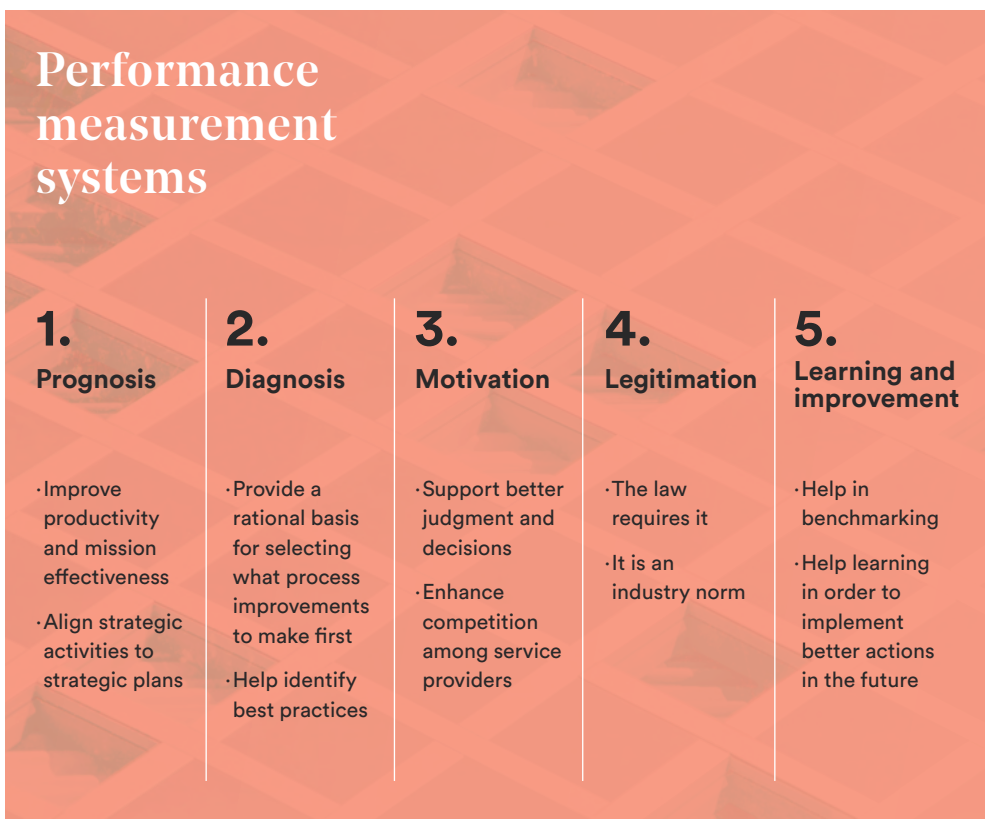 Performance
measurement
systems
1.
Prognosis
·Improve
productivity
and mission
effectiveness
·Align strategic
activities to
strategic plans
2.
Diagnosis
·Provide a
rational basis
for selecting
what process
improvements
to make first
·Help identify
best practices
3.
Motivation
·Support better
judgment and
decisions
·Enhance
competition
among service
providers
4.
Legitimation
·The law
requires it
·It is an
industry norm
5.
Learning and
improvement
·Help in
benchmarking
·Help learning
in order to
implement
better actions
in the future